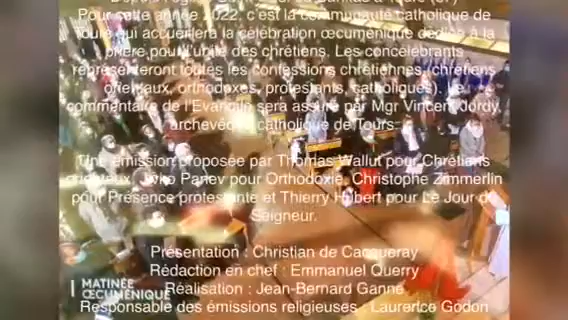 Pour cette année 2022, c'est la communauté catholique de
Tours qui accueillera la célébration œcuménique dédiée à la
prière pour l'unité des chrétiens. Les concélébrants
représenteront toutes les confessions chrétiennes (chrétiens
orientaux, orthodoxes, protestants, catholiques). Le
commentaire de l'Evangile sera assuré par Mgr Vincent Jordy,
archevêque catholique de Tours.
Une émission proposée par Thomas Wallut pour Chrétiens
orientaux, Panev pour Orthodoxie, Christophe Zimmerlin
pour Présence protestante et Thierry Hubert pour Le Jour du
Seigneur.
Présentation : Christian de Cacqueray
Rédaction en chef : Emmanuel Querry
Réalisation : Jean-Bernard Ganne
Responsable des émissions religieuses : Laurence Godon
MATINÉE
ŒCUMÉNIQUE